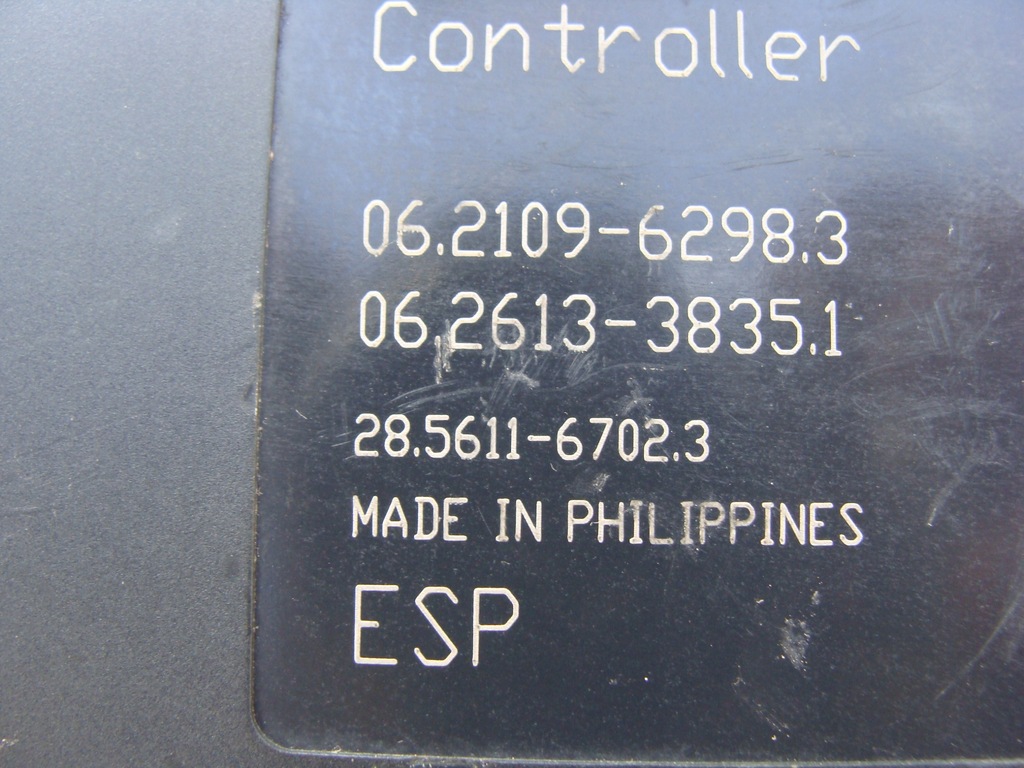 Controller
06.2109-6298.3
06.2613-3835.1
28.5611-6702.3
MADE IN PHILIPPINES
ESP